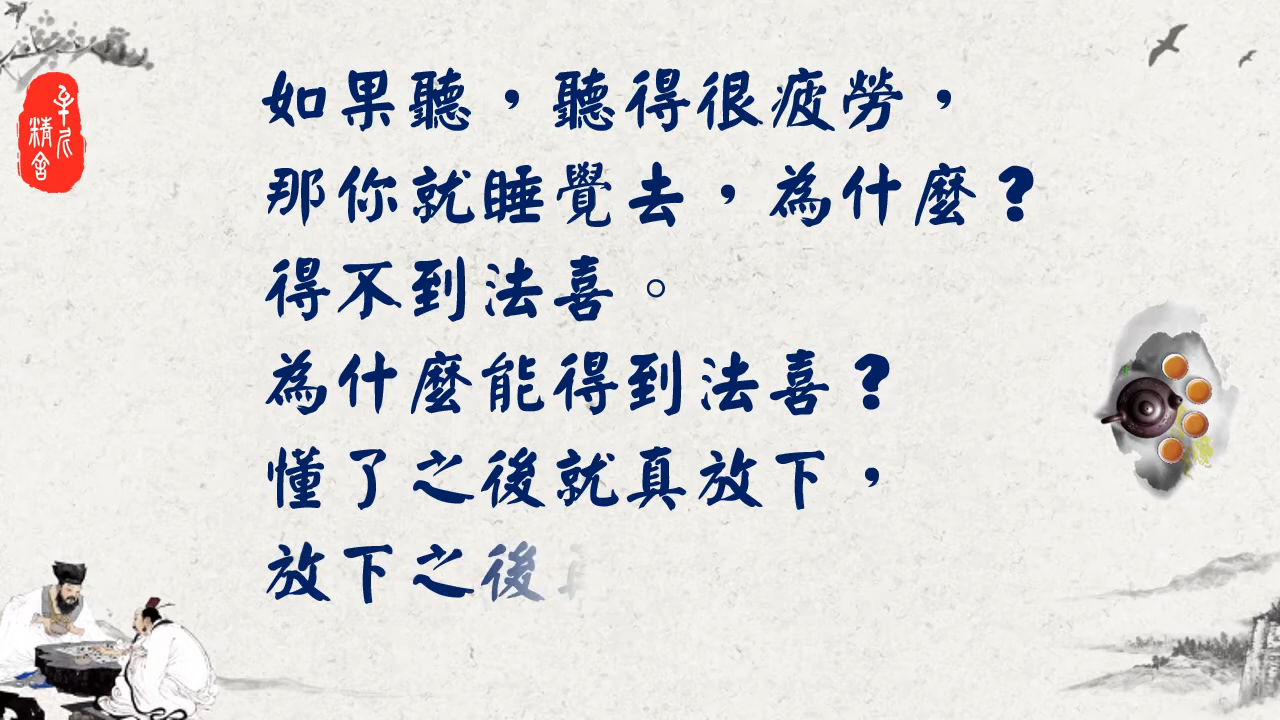 如果聽，聽得很疲勞，
那你就睡覺去，為什麼？
得不到法喜。
為什麼能得到法喜？
懂了之後就真放下，
放下之後
精舍